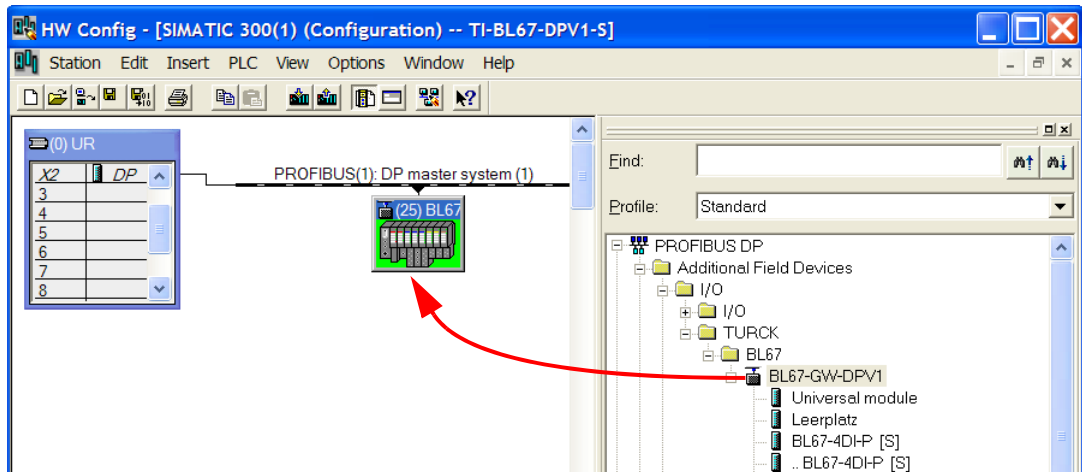 HW Config - [SIMATIC 300(1) (Configuration) -- TI-BL67-DPV1-S]
Station Edit Insert PLC View Options Window Help
(0) UR
X2 DP
3
4
5
6
7
8
PROFIBUS(1): DP master system (1)
(25) BL67
Find:
Profile: Standard
PROFIBUS DP
Additional Field Devices
I/O
I/O
TURCK
BL67
BL67-GW-DPV1
Universal module
Leerplatz
BL67-4DI-P [S]
.. BL67-4DI-P [S]